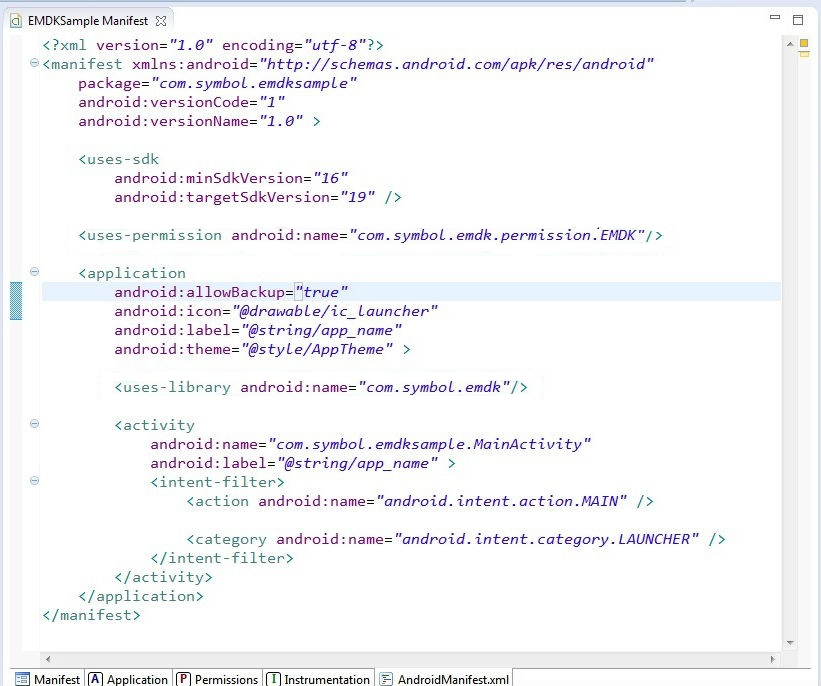 EMDKSample Manifest
<?xml version="1.0" encoding="utf-8"?>
<manifest xmlns:android="http://schemas.android.com/apk/res/android"
    package="com.symbol.emdksample"
    android:versionCode="1"
    android:versionName="1.0" >
    <uses-sdk
        android:minSdkVersion="16"
        android:targetSdkVersion="19" />
    <uses-permission android:name="com.symbol.emdk.permission.EMDK"/>
    <application
        android:allowBackup="true"
        android:icon="@drawable/ic_launcher"
        android:label="@string/app_name"
        android:theme="@style/AppTheme" >
        <uses-library android:name="com.symbol.emdk"/>
        <activity
            android:name="com.symbol.emdksample.MainActivity"
            android:label="@string/app_name" >
            <intent-filter>
                <action android:name="android.intent.action.MAIN" />
                <category android:name="android.intent.category.LAUNCHER" />
            </intent-filter>
        </activity>
    </application>
</manifest>
Manifest A Application P Permissions I Instrumentation AndroidManifest.xml